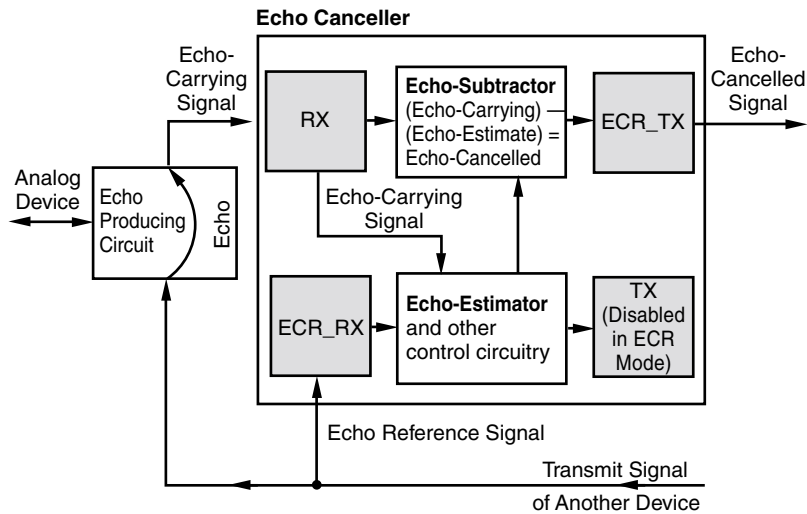 Echo Canceller
Echo-
Carrying
Signal
RX
Echo-Subtractor
(Echo-Carrying) —
(Echo-Estimate) =
Echo-Cancelled
ECR_TX
Echo-
Cancelled
Signal
Analog
Device
Echo
Producing
Circuit
Echo
Echo-Carrying
Signal
ECR_RX
Echo-Estimator
and other
control circuitry
TX
(Disabled
in ECR
Mode)
Echo Reference Signal
Transmit Signal
of Another Device